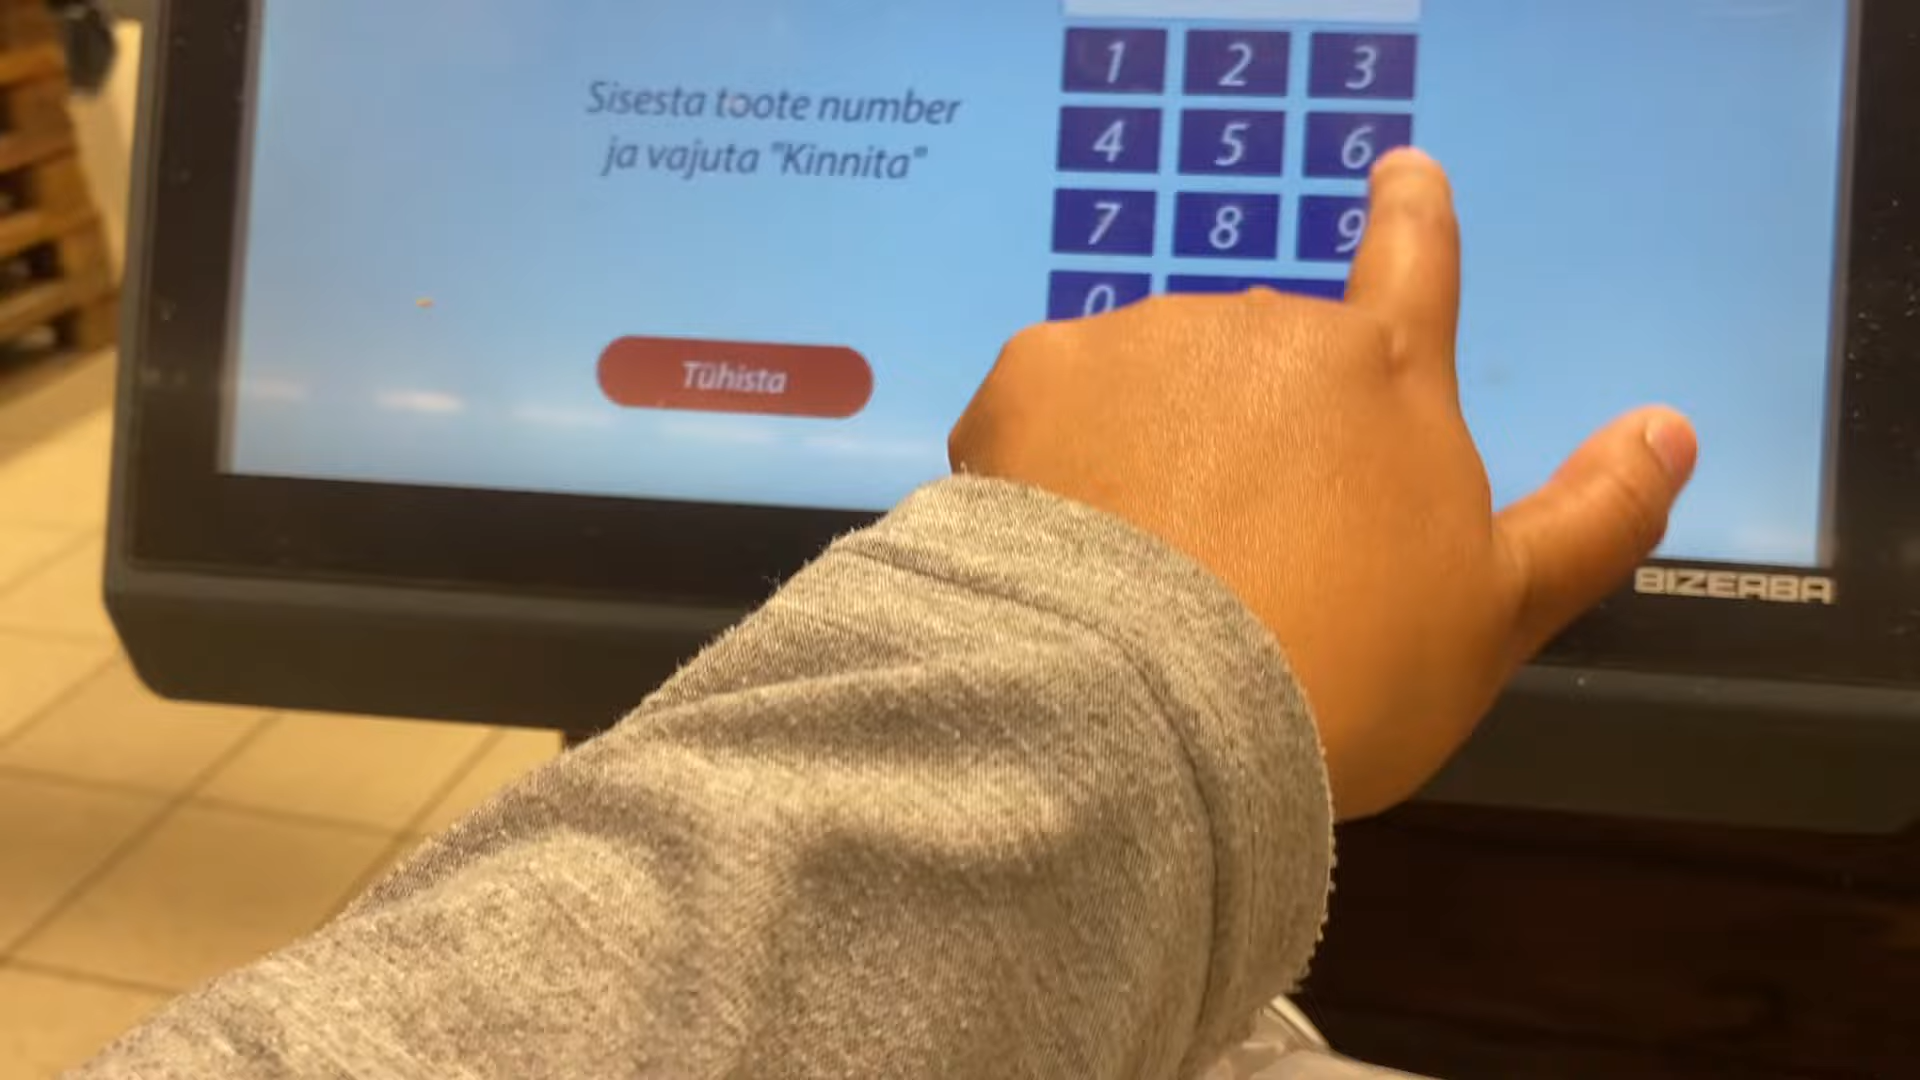 Sisesta toote number
ja vajuta "Kinnita"
1 2 3
4 5 6
7 8 9
0
Tühista
BIZERBA